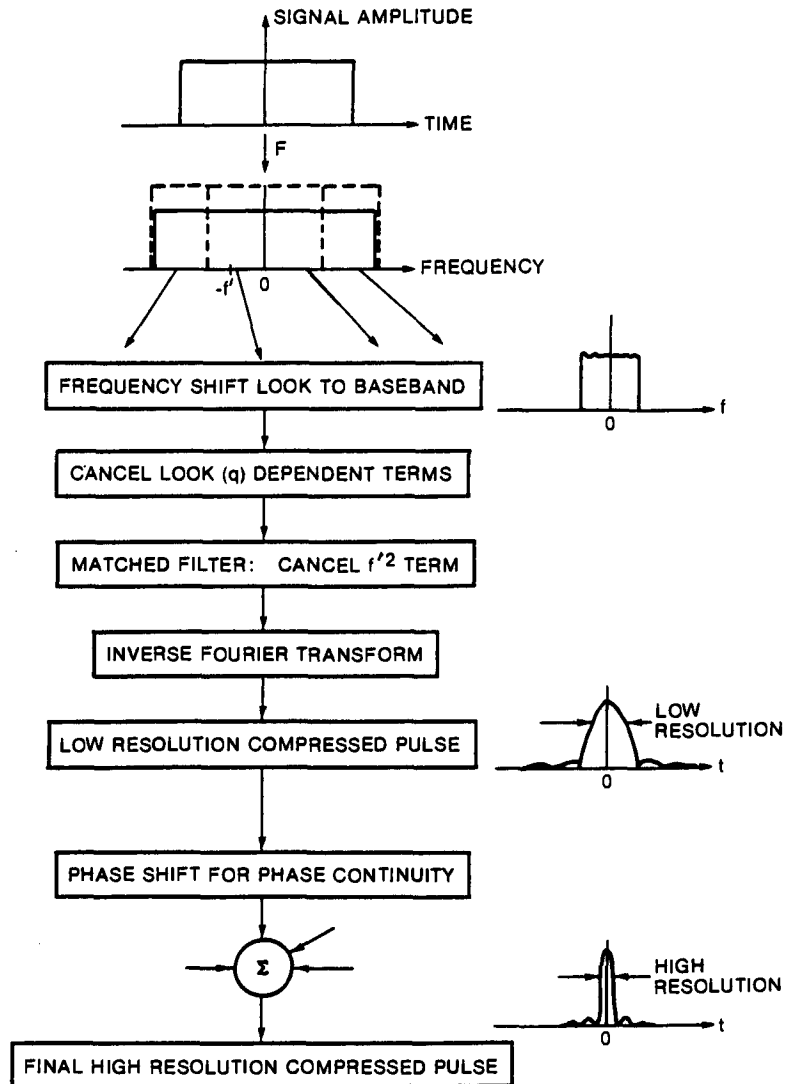 SIGNAL AMPLITUDE
TIME
F
FREQUENCY
-f' 0
FREQUENCY SHIFT LOOK TO BASEBAND
f
0
CANCEL LOOK (q) DEPENDENT TERMS
MATCHED FILTER: CANCEL f'2 TERM
INVERSE FOURIER TRANSFORM
LOW RESOLUTION COMPRESSED PULSE
LOW
RESOLUTION
t
0
PHASE SHIFT FOR PHASE CONTINUITY
Σ
HIGH
RESOLUTION
t
0
FINAL HIGH RESOLUTION COMPRESSED PULSE